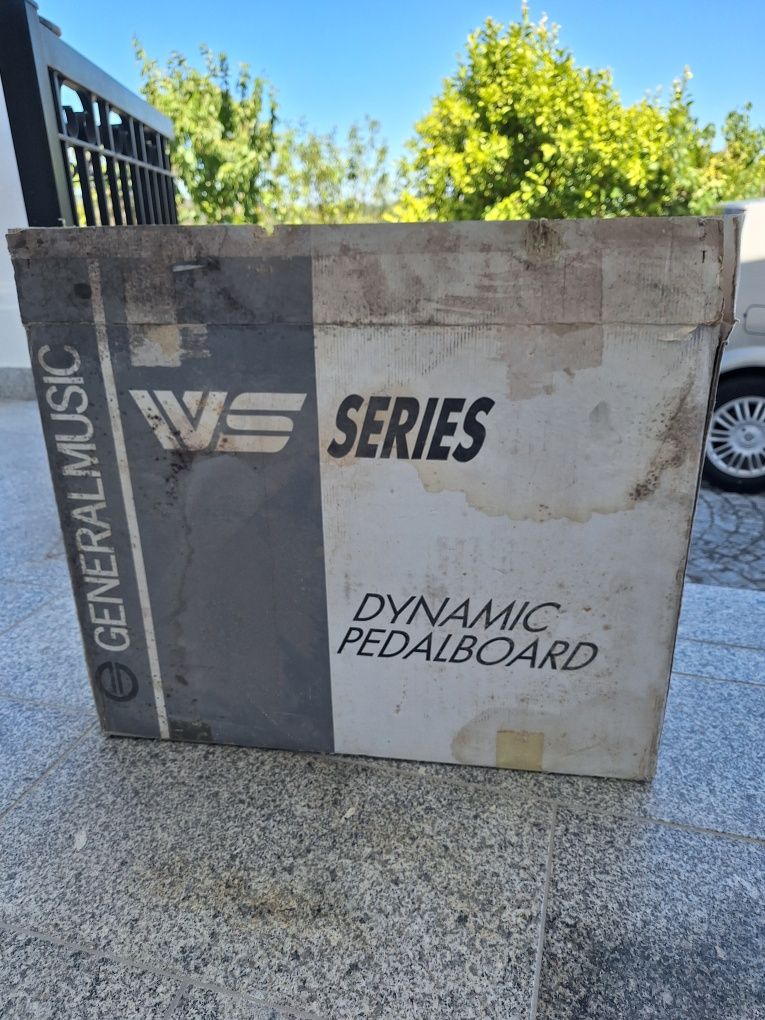 GENERALMUSIC
WS SERIES
DYNAMIC
PEDALBOARD